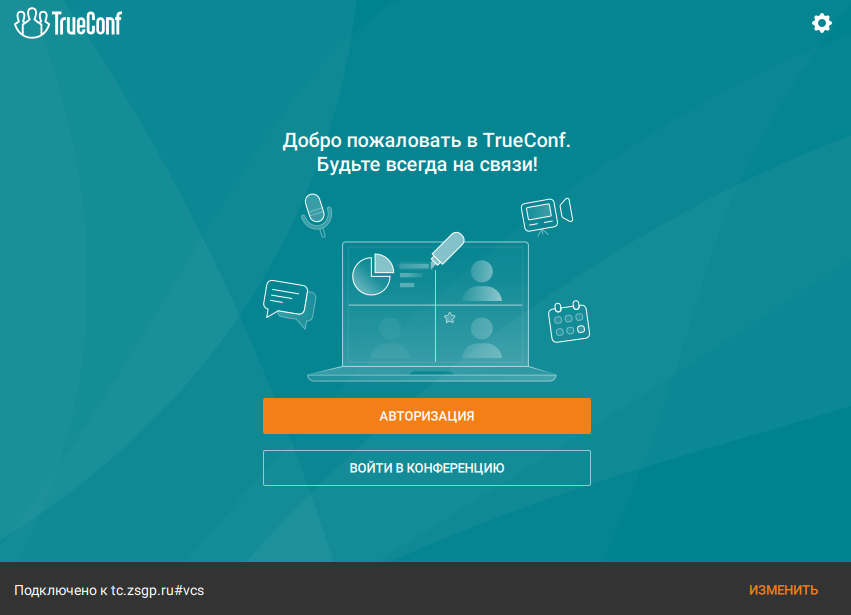 TrueConf
Добро пожаловать в TrueConf.
Будьте всегда на связи!
АВТОРИЗАЦИЯ
ВОЙТИ В КОНФЕРЕНЦИЮ
Подключено к tc.zsgp.ru#vcs
ИЗМЕНИТЬ